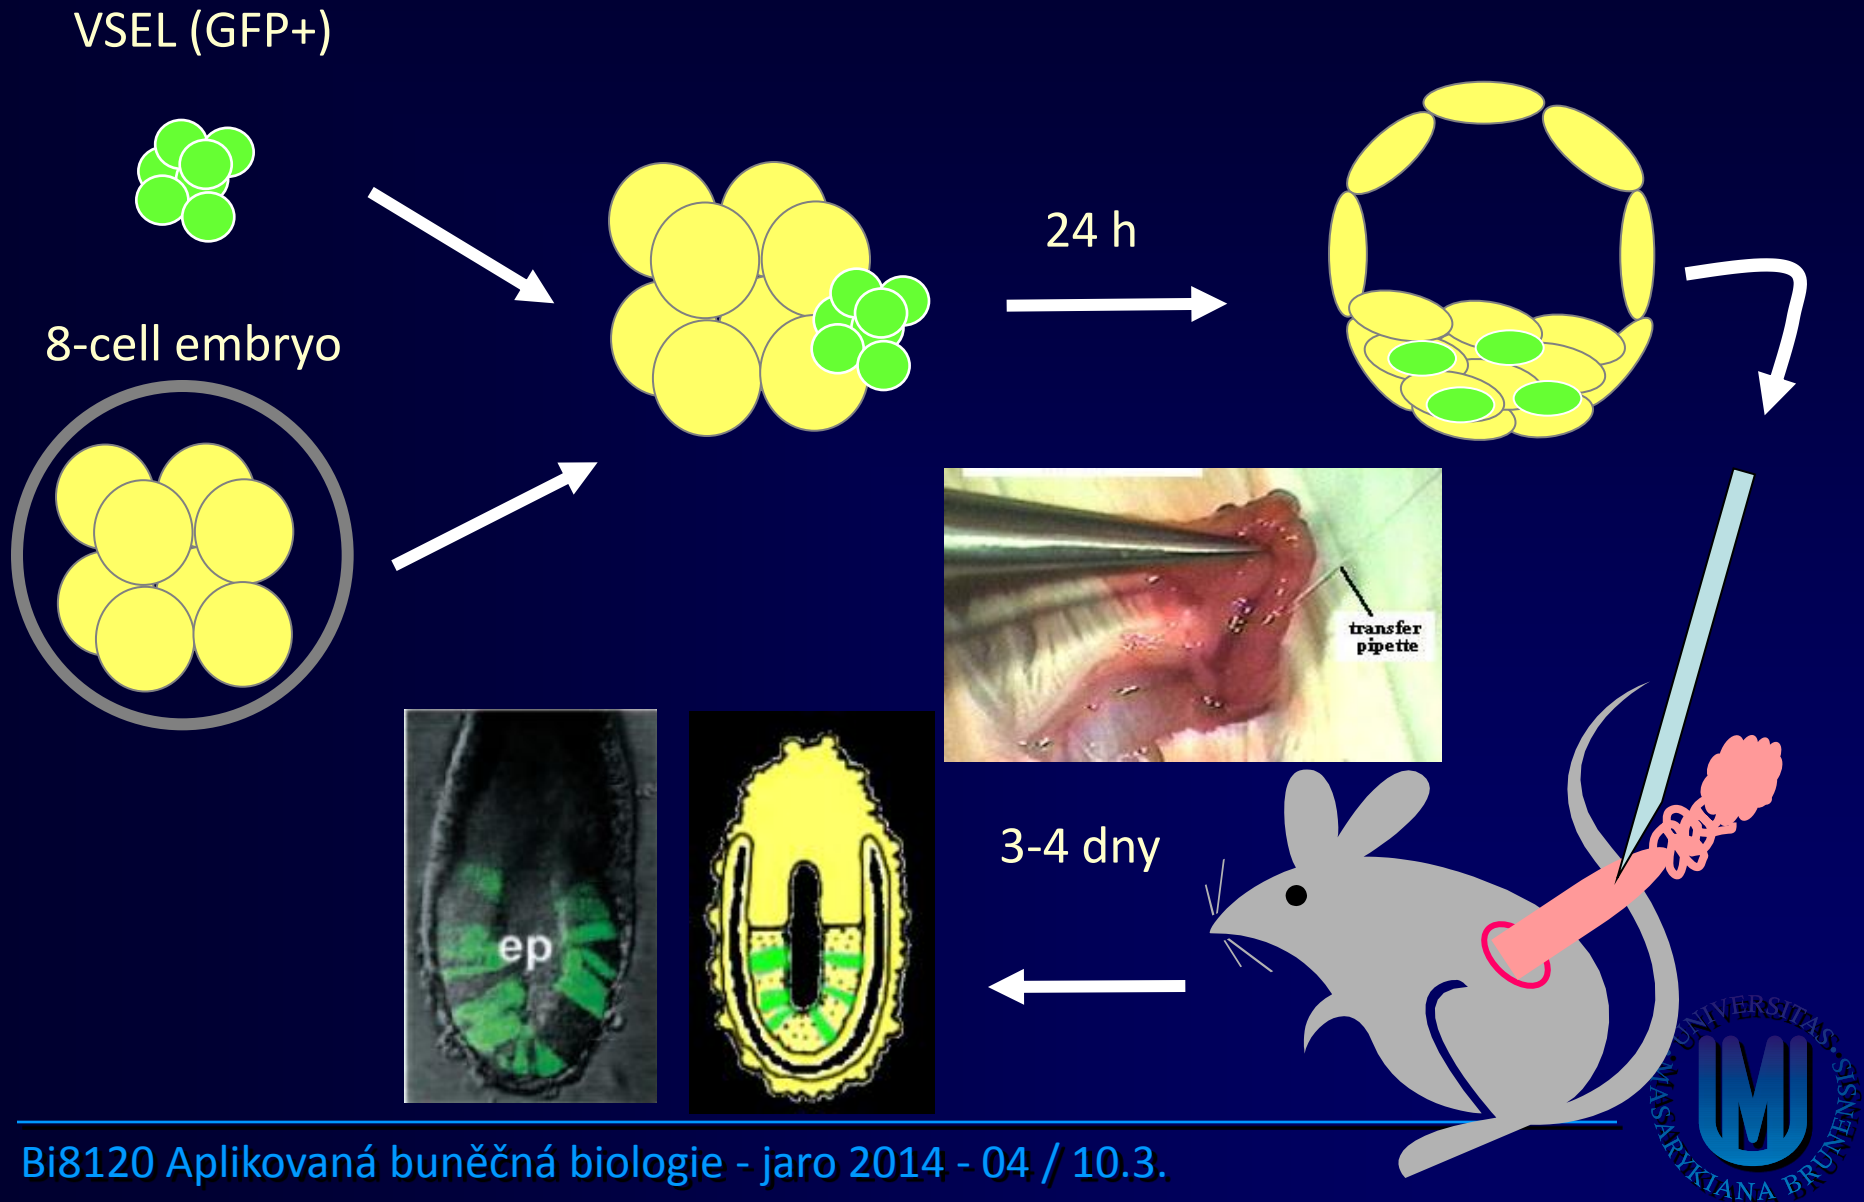 VSEL (GFP+)
8-cell embryo
24 h
transfer
pipette
3-4 dny
ep
UNIVERSITAS • MASARYKIANA BRUNENSIS
Bi8120 Aplikovaná buněčná biologie - jaro 2014 - 04 / 10.3.